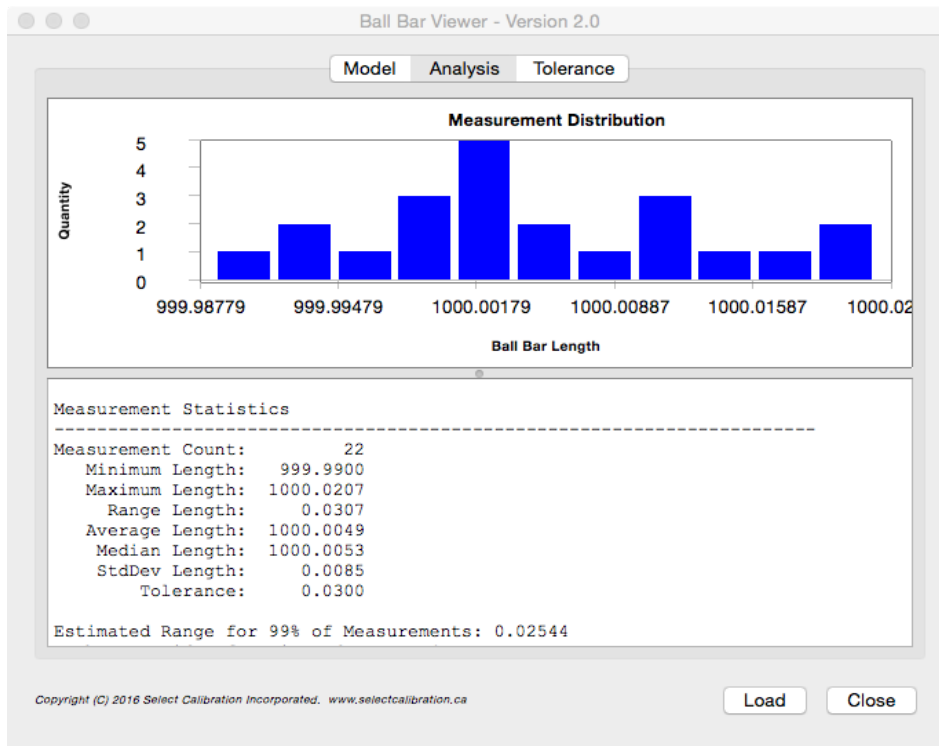 Ball Bar Viewer - Version 2.0
Model Analysis Tolerance
Measurement Distribution
Quantity
5
4
3
2
1
0
999.98779 999.99479 1000.00179 1000.00887 1000.01587 1000.02
Ball Bar Length
Measurement Statistics
-----------------------------------------------------------------------
Measurement Count: 22
Minimum Length: 999.9900
Maximum Length: 1000.0207
Range Length: 0.0307
Average Length: 1000.0049
Median Length: 1000.0053
StdDev Length: 0.0085
Tolerance: 0.0300
Estimated Range for 99% of Measurements: 0.02544
Copyright (C) 2016 Select Calibration Incorporated. www.selectcalibration.ca
Load Close